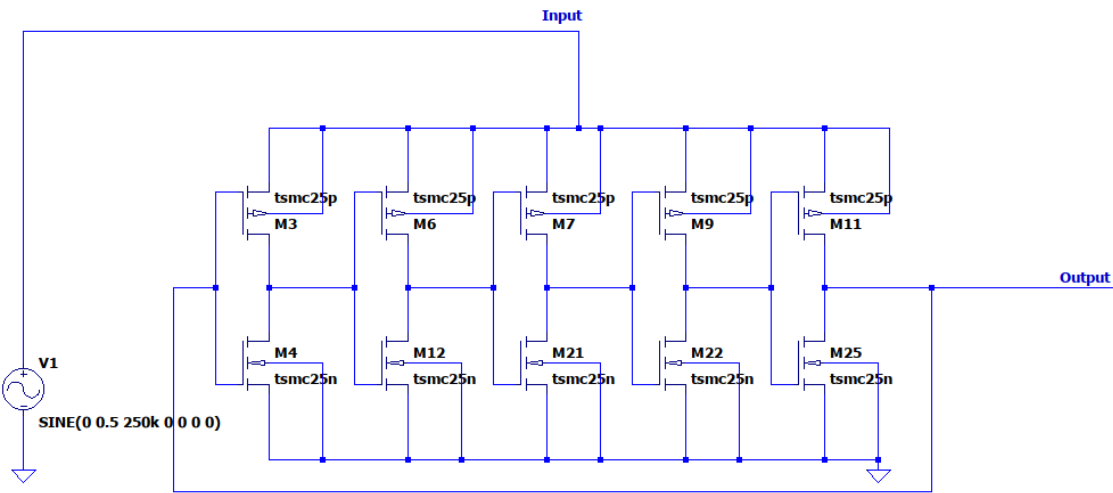 Input
tsmc25p
M3
tsmc25p
M6
tsmc25p
M7
tsmc25p
M9
tsmc25p
M11
Output
M4
tsmc25n
M12
tsmc25n
M21
tsmc25n
M22
tsmc25n
M25
tsmc25n
V1
SINE(0 0.5 250k 0 0 0 0)